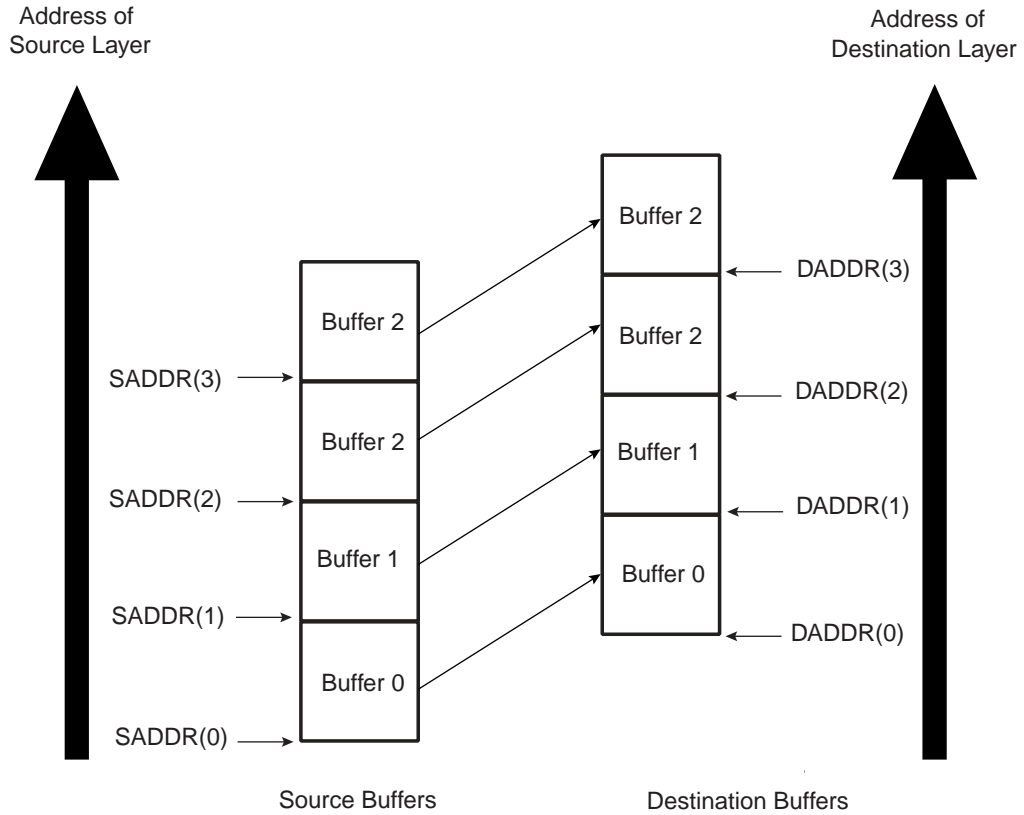 Address of
Source Layer
Address of
Destination Layer
Buffer 2
DADDR(3)
Buffer 2
Buffer 2
SADDR(3)
DADDR(2)
Buffer 2
Buffer 1
SADDR(2)
DADDR(1)
Buffer 1
Buffer 0
SADDR(1)
DADDR(0)
Buffer 0
SADDR(0)
Source Buffers
Destination Buffers